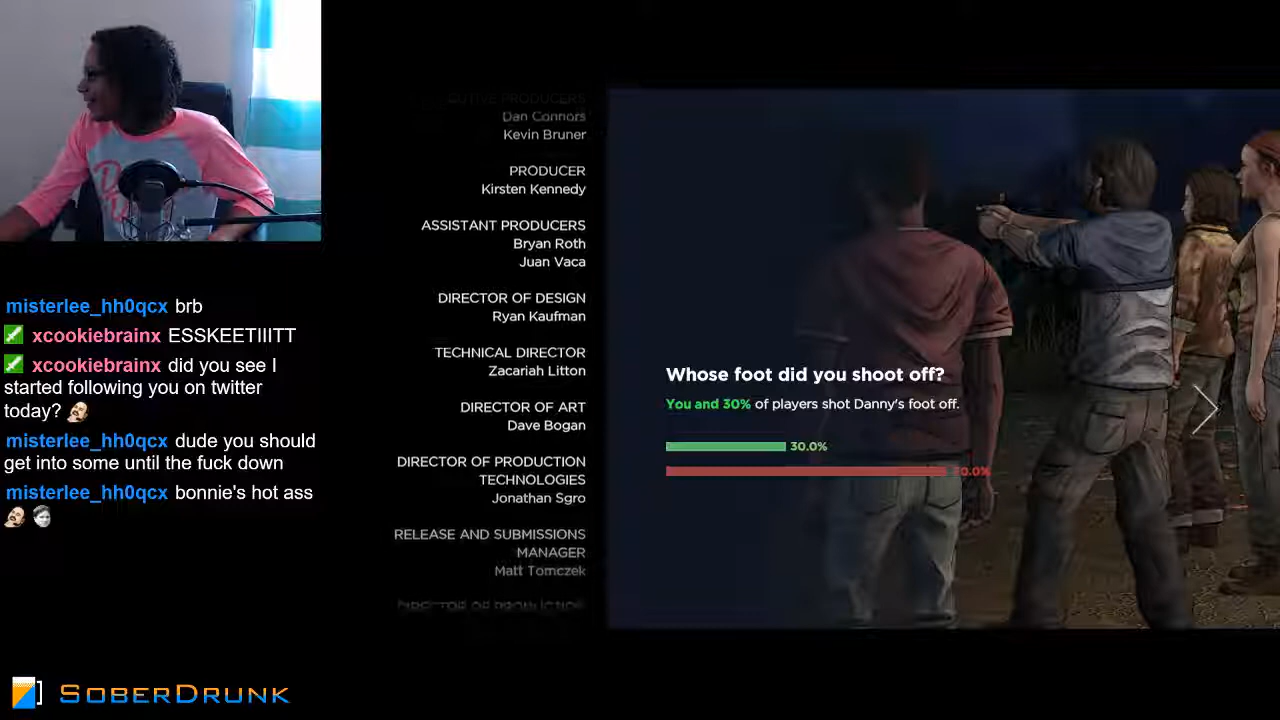 misterlee_hh0qcx brb
xcookiebrainx ESSKEETIIITT
xcookiebrainx did you see I
started following you on twitter
today?
misterlee_hh0qcx dude you should
get into some until the fuck down
misterlee_hh0qcx bonnie's hot ass
SOBERDRUNK
PRODUCERS
Dan Connors
Kevin Bruner
PRODUCER
Kirsten Kennedy
ASSISTANT PRODUCERS
Bryan Roth
Juan Vaca
DIRECTOR OF DESIGN
Ryan Kaufman
TECHNICAL DIRECTOR
Zacariah Litton
DIRECTOR OF ART
Dave Bogan
DIRECTOR OF PRODUCTION
TECHNOLOGIES
Jonathan Sgro
RELEASE AND SUBMISSIONS
MANAGER
Matt Tomczek
DIRECTOR OF PRODUCTION
Whose foot did you shoot off?
You and 30% of players shot Danny's foot off.
30.0%